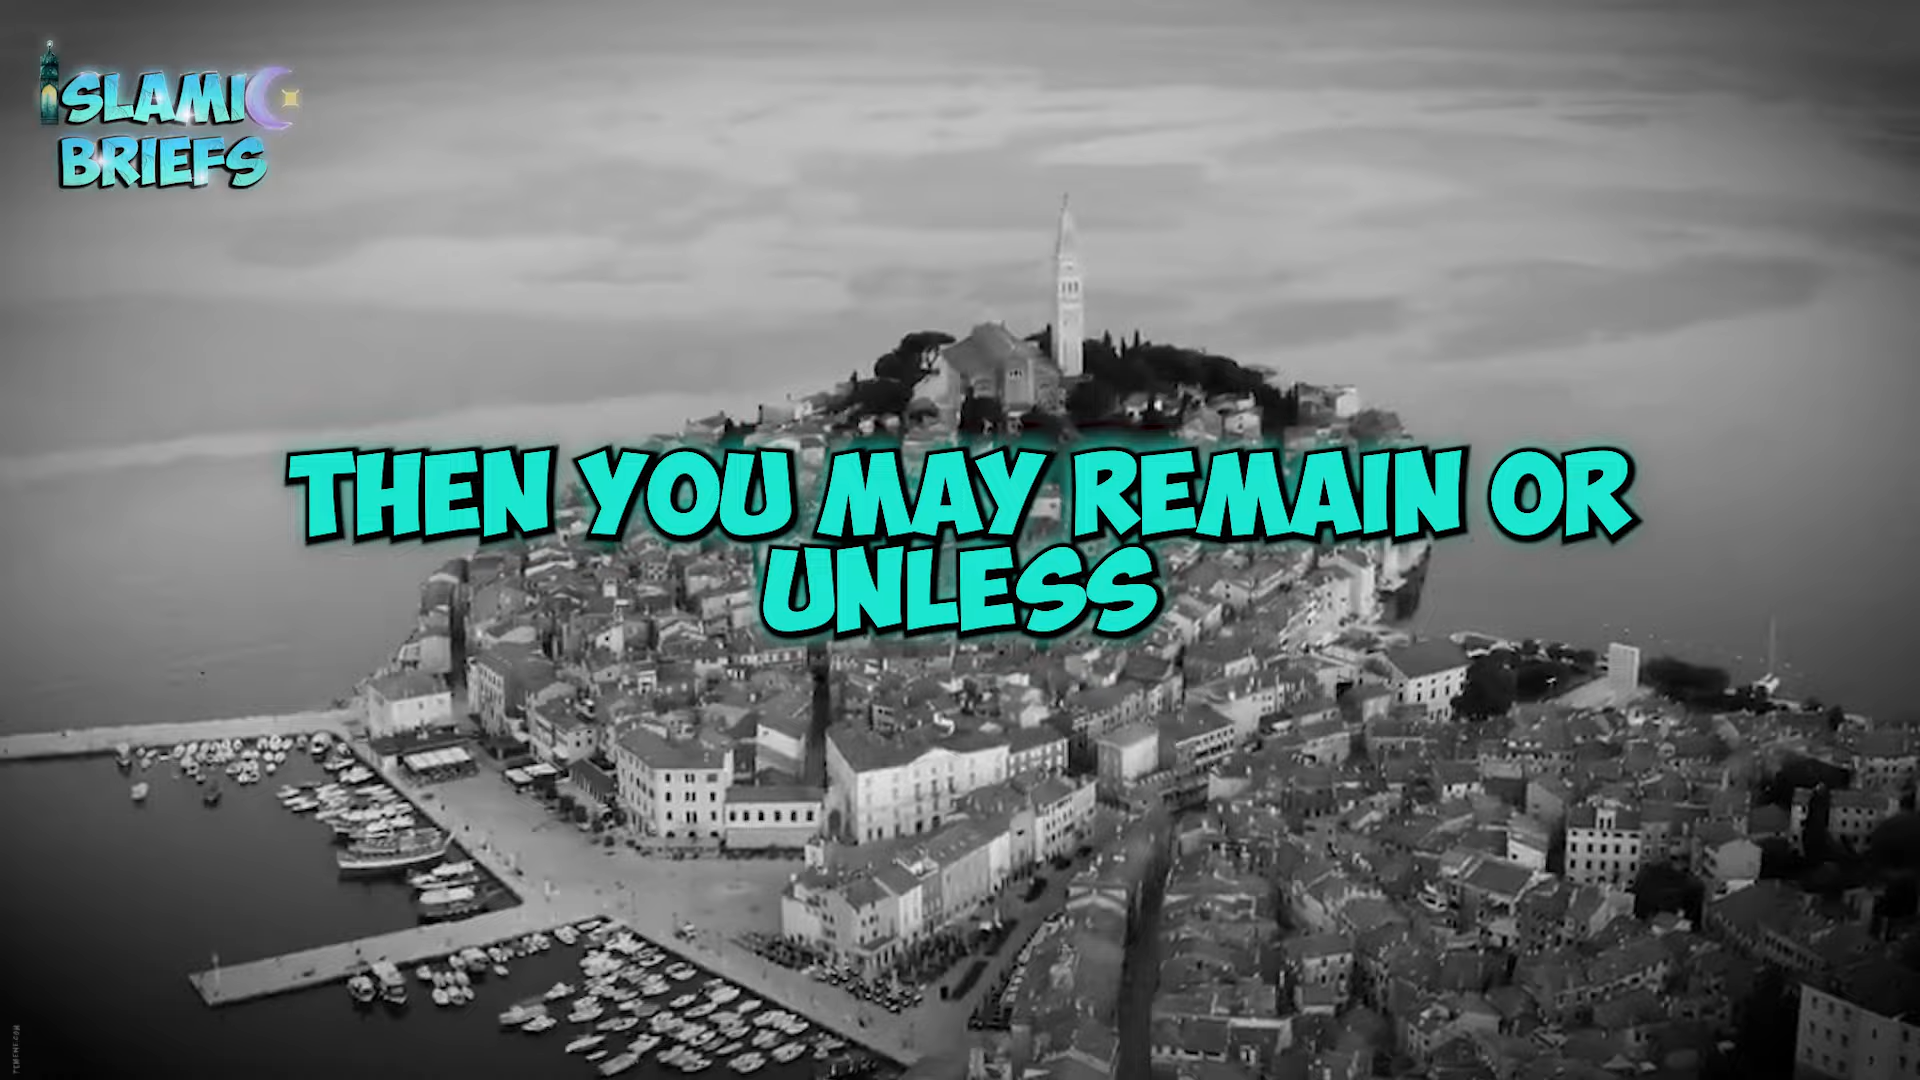 ISLAMIC
BRIEFS
THEN YOU MAY REMAIN OR
UNLESS